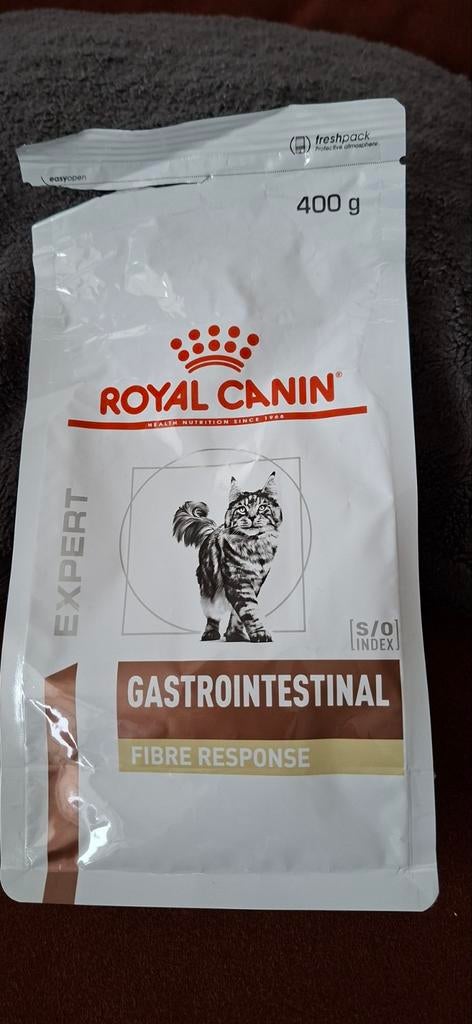 freshpack
Protective atmosphere
easyopen
400 g
ROYAL CANIN®
HEALTH NUTRITION SINCE 1968
EXPERT
S/O
INDEX
GASTROINTESTINAL
FIBRE RESPONSE